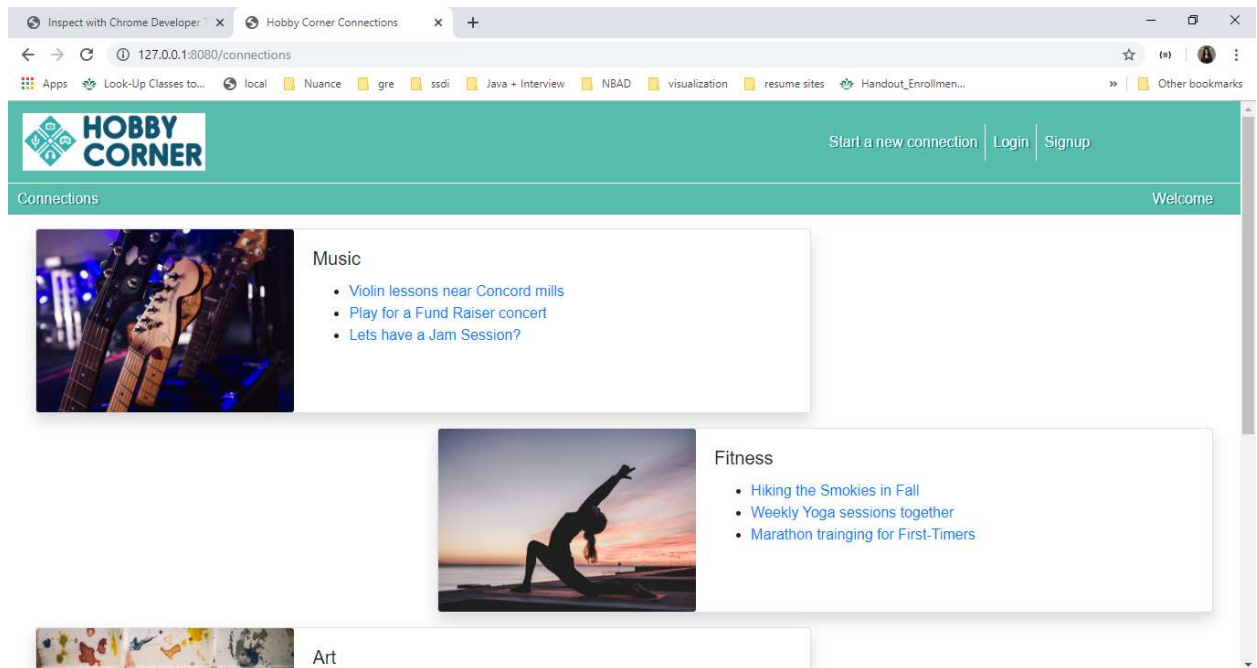 Inspect with Chrome Developer T
Hobby Corner Connections
127.0.0.1:8080/connections
Apps Look-Up Classes to... local Nuance gre ssdi Java + Interview NBAD visualization resume sites Handout_Enrollmen... » Other bookmarks
HOBBY
CORNER
Start a new connection Login Signup
Connections Welcome
Music
• Violin lessons near Concord mills
• Play for a Fund Raiser concert
• Lets have a Jam Session?
Fitness
• Hiking the Smokies in Fall
• Weekly Yoga sessions together
• Marathon trainging for First-Timers
Art